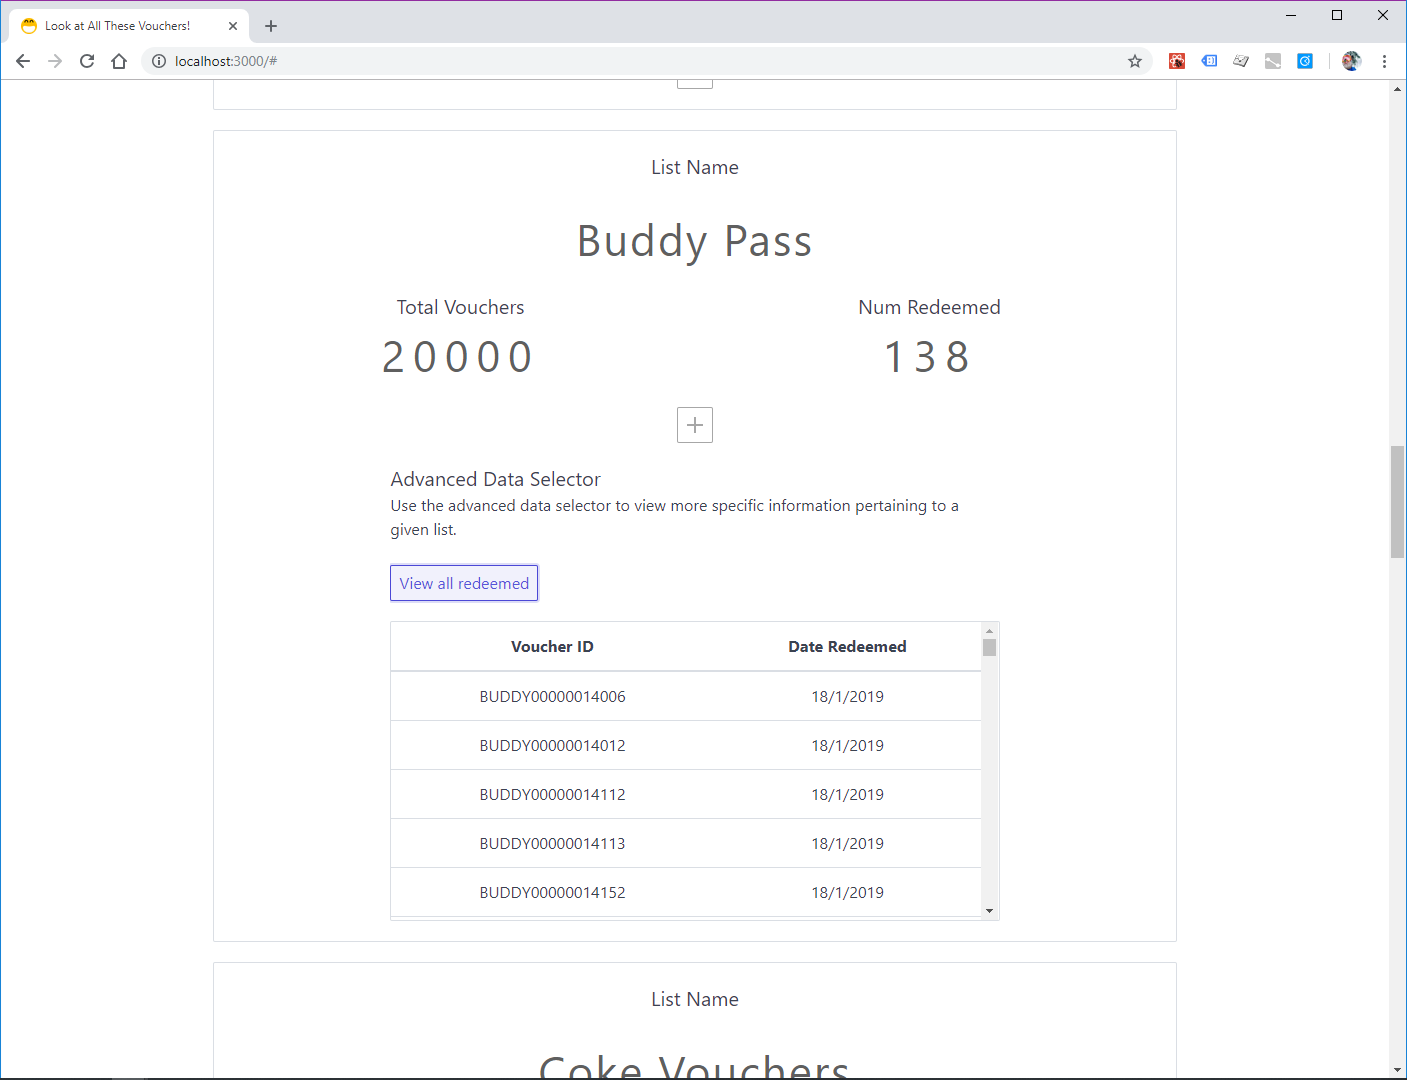 Look at All These Vouchers!
localhost:3000/#
List Name
Buddy Pass
Total Vouchers
Num Redeemed
20000
138
Advanced Data Selector
Use the advanced data selector to view more specific information pertaining to a
given list.
View all redeemed
Voucher ID
Date Redeemed
BUDDY00000014006
18/1/2019
BUDDY00000014012
18/1/2019
BUDDY00000014112
18/1/2019
BUDDY00000014113
18/1/2019
BUDDY00000014152
18/1/2019
List Name
Coke Vouchers